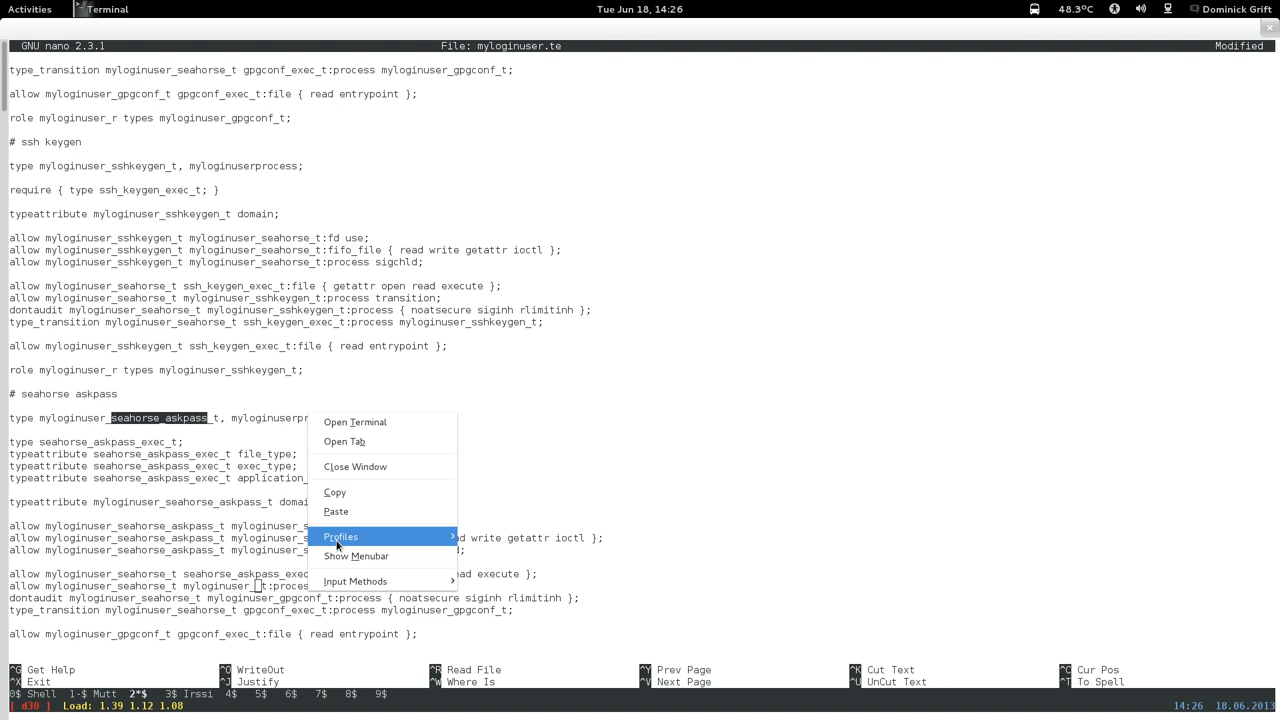 Activities Terminal Tue Jun 18, 14:26 48.3°C Dominick Grift
GNU nano 2.3.1 File: myloginuser.te Modified
type_transition myloginuser_seahorse_t gpgconf_exec_t:process myloginuser_gpgconf_t;
allow myloginuser_gpgconf_t gpgconf_exec_t:file { read entrypoint };
role myloginuser_r types myloginuser_gpgconf_t;
# ssh keygen
type myloginuser_sshkeygen_t, myloginuserprocess;
require { type ssh_keygen_exec_t; }
typeattribute myloginuser_sshkeygen_t domain;
allow myloginuser_sshkeygen_t myloginuser_seahorse_t:fd use;
allow myloginuser_sshkeygen_t myloginuser_seahorse_t:fifo_file { read write getattr ioctl };
allow myloginuser_sshkeygen_t myloginuser_seahorse_t:process sigchld;
allow myloginuser_seahorse_t ssh_keygen_exec_t:file { getattr open read execute };
allow myloginuser_seahorse_t myloginuser_sshkeygen_t:process transition;
dontaudit myloginuser_seahorse_t myloginuser_sshkeygen_t:process { noatsecure siginh rlimitinh };
type_transition myloginuser_seahorse_t ssh_keygen_exec_t:process myloginuser_sshkeygen_t;
allow myloginuser_sshkeygen_t ssh_keygen_exec_t:file { read entrypoint };
role myloginuser_r types myloginuser_sshkeygen_t;
# seahorse askpass
type myloginuser_seahorse_askpass_t, myloginuserpr
type seahorse_askpass_exec_t;
typeattribute seahorse_askpass_exec_t file_type;
typeattribute seahorse_askpass_exec_t exec_type;
typeattribute seahorse_askpass_exec_t application_
typeattribute myloginuser_seahorse_askpass_t domai
allow myloginuser_seahorse_askpass_t myloginuser_s
allow myloginuser_seahorse_askpass_t myloginuser_s d write getattr ioctl };
allow myloginuser_seahorse_askpass_t myloginuser_s d;
allow myloginuser_seahorse_t seahorse_askpass_exec read execute };
allow myloginuser_seahorse_t myloginuser_ t:proces
dontaudit myloginuser_seahorse_t myloginuser_gpgconf_t:process { noatsecure siginh rlimitinh };
type_transition myloginuser_seahorse_t gpgconf_exec_t:process myloginuser_gpgconf_t;
allow myloginuser_gpgconf_t gpgconf_exec_t:file { read entrypoint };
Open Terminal
Open Tab
Close Window
Copy
Paste
Profiles
Show Menubar
Input Methods
^G Get Help ^O WriteOut ^R Read File ^Y Prev Page ^K Cut Text ^C Cur Pos
^X Exit ^J Justify ^W Where Is ^V Next Page ^U UnCut Text ^T To Spell
0$ Shell 1-$ Mutt 2*$ 3$ Irssi 4$ 5$ 6$ 7$ 8$ 9$
[ d30 ] Load: 1.39 1.12 1.08 14:26 18.06.2013